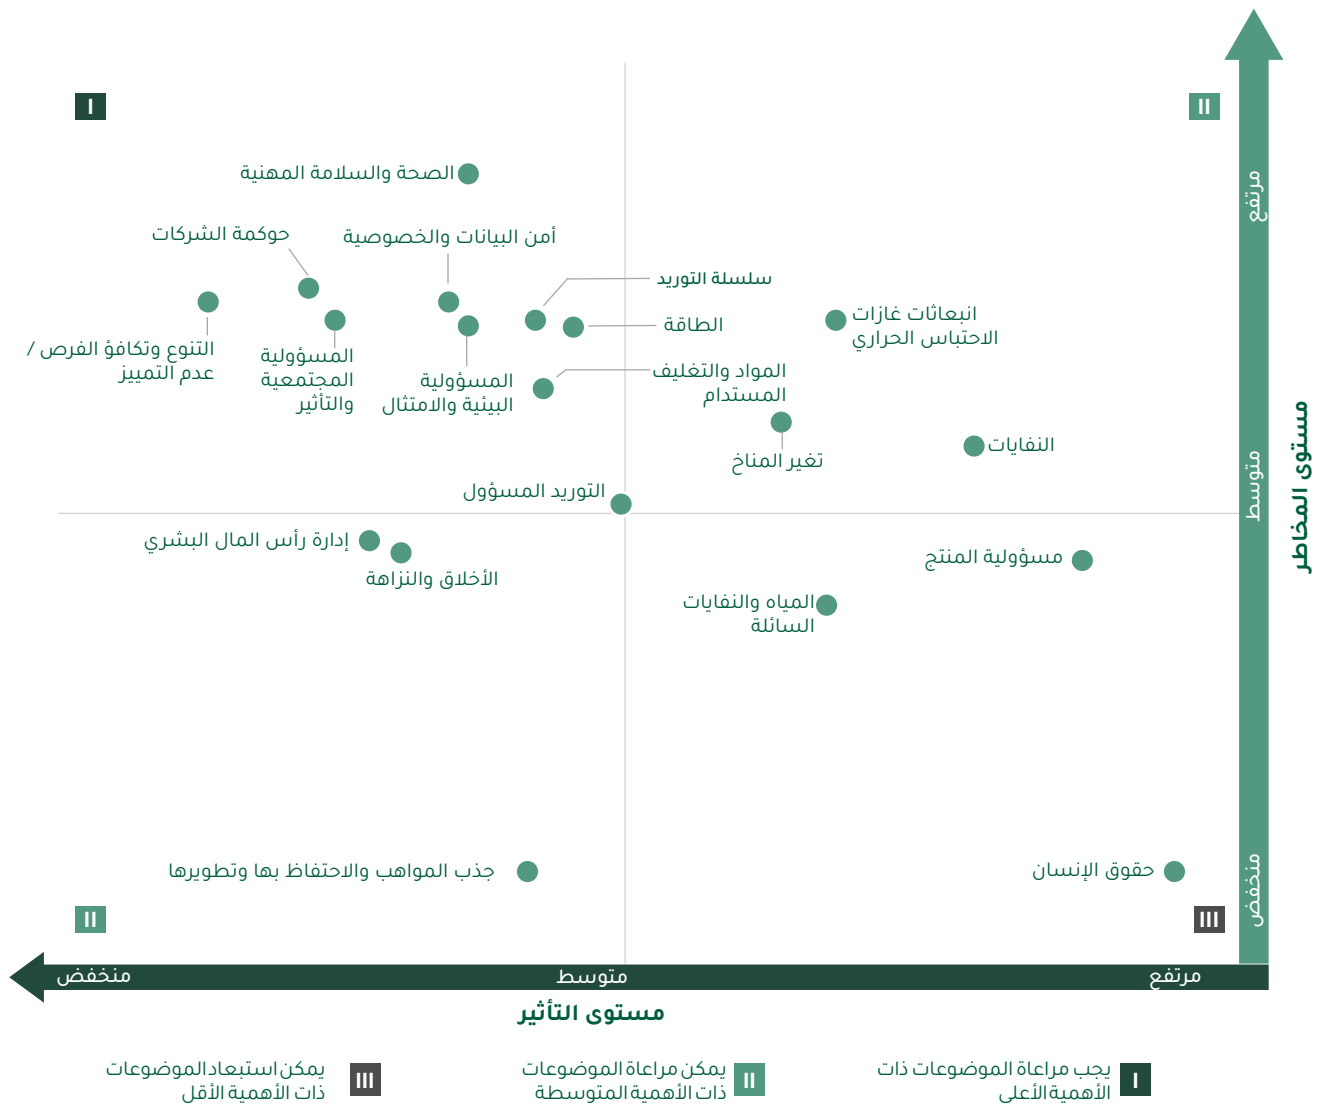 I
II
الصحة والسلامة المهنية
حوكمة الشركات
أمن البيانات والخصوصية
سلسلة التوريد
الطاقة
انبعاثات غازات
الاحتباس الحراري
التنوع وتكافؤ الفرص /
عدم التمييز
المسؤولية
المجتمعية
والتأثير
المسؤولية
البيئية والامتثال
المواد والتغليف
المستدام
تغير المناخ
النفايات
التوريد المسؤول
إدارة رأس المال البشري
الأخلاق والنزاهة
مسؤولية المنتج
المياه والنفايات
السائلة
جذب المواهب والاحتفاظ بها وتطويرها
حقوق الإنسان
II
III
مرتفع
متوسط
منخفض
مستوى المخاطر
مرتفع
متوسط
منخفض
مستوى التأثير
I
يجب مراعاة الموضوعات ذات
الأهمية الأعلى
II
يمكن مراعاة الموضوعات
ذات الأهمية المتوسطة
III
يمكن استبعاد الموضوعات
ذات الأهمية الأقل